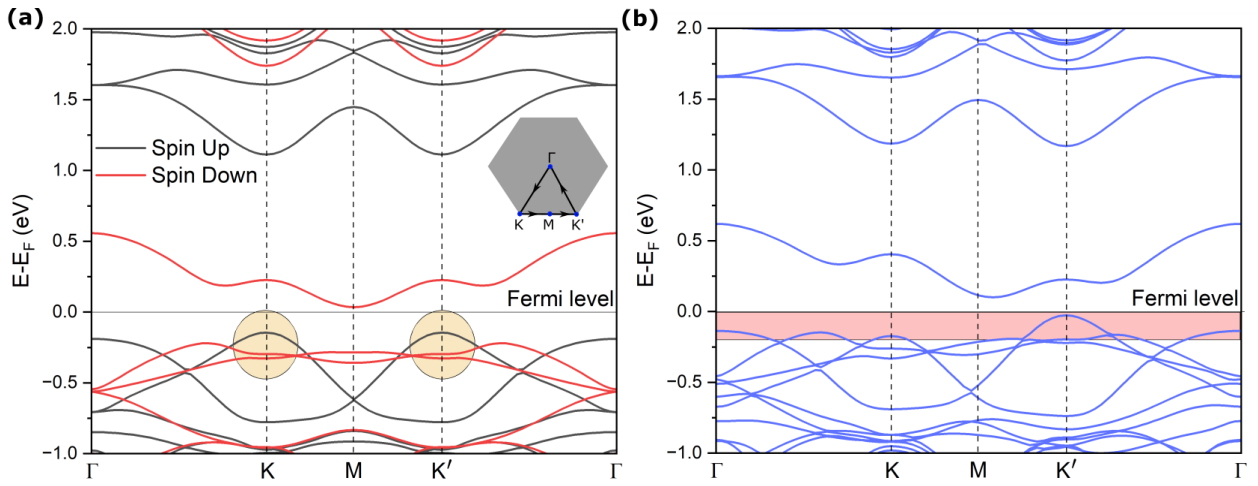 (a)
2.0
1.5
1.0
0.5
0.0
−0.5
−1.0
E-E_F (eV)
Spin Up
Spin Down
Γ
K
M
K'
Fermi level
Γ
K
M
K′
Γ
(b)
2.0
1.5
1.0
0.5
0.0
−0.5
−1.0
E-E_F (eV)
Fermi level
Γ
K
M
K′
Γ